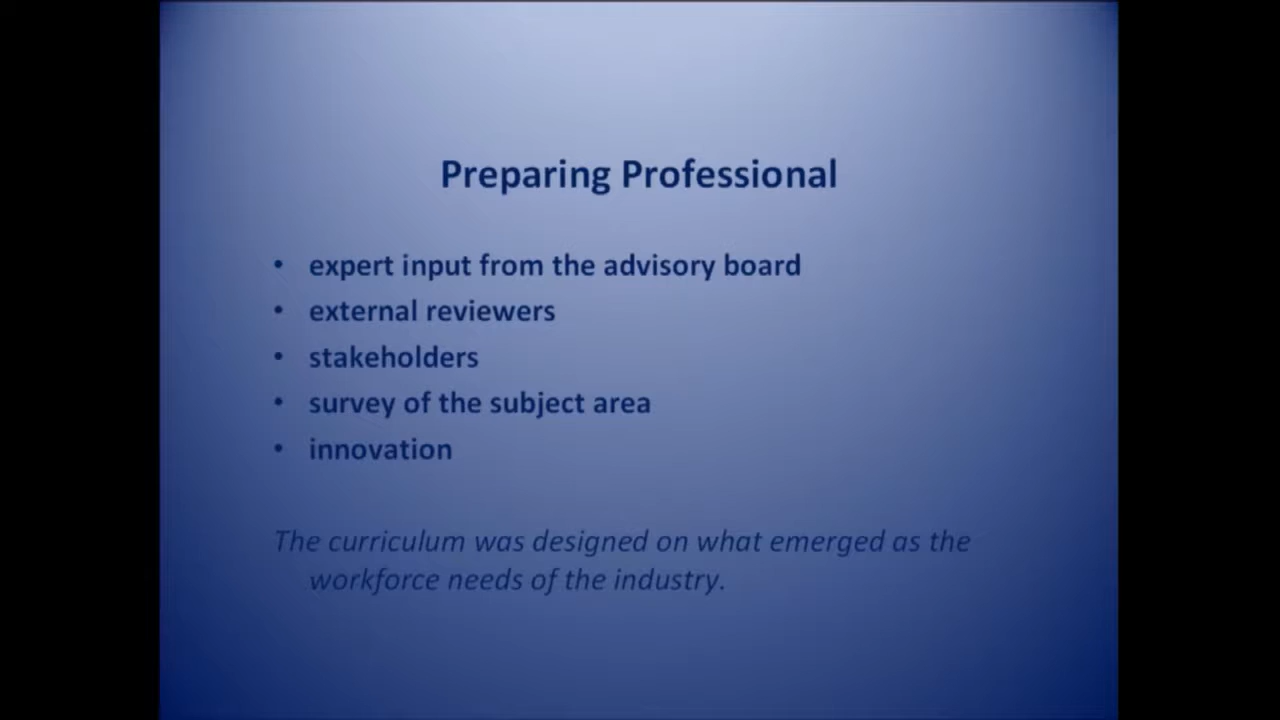 Preparing Professional
• expert input from the advisory board
• external reviewers
• stakeholders
• survey of the subject area
• innovation
The curriculum was designed on what emerged as the
workforce needs of the industry.